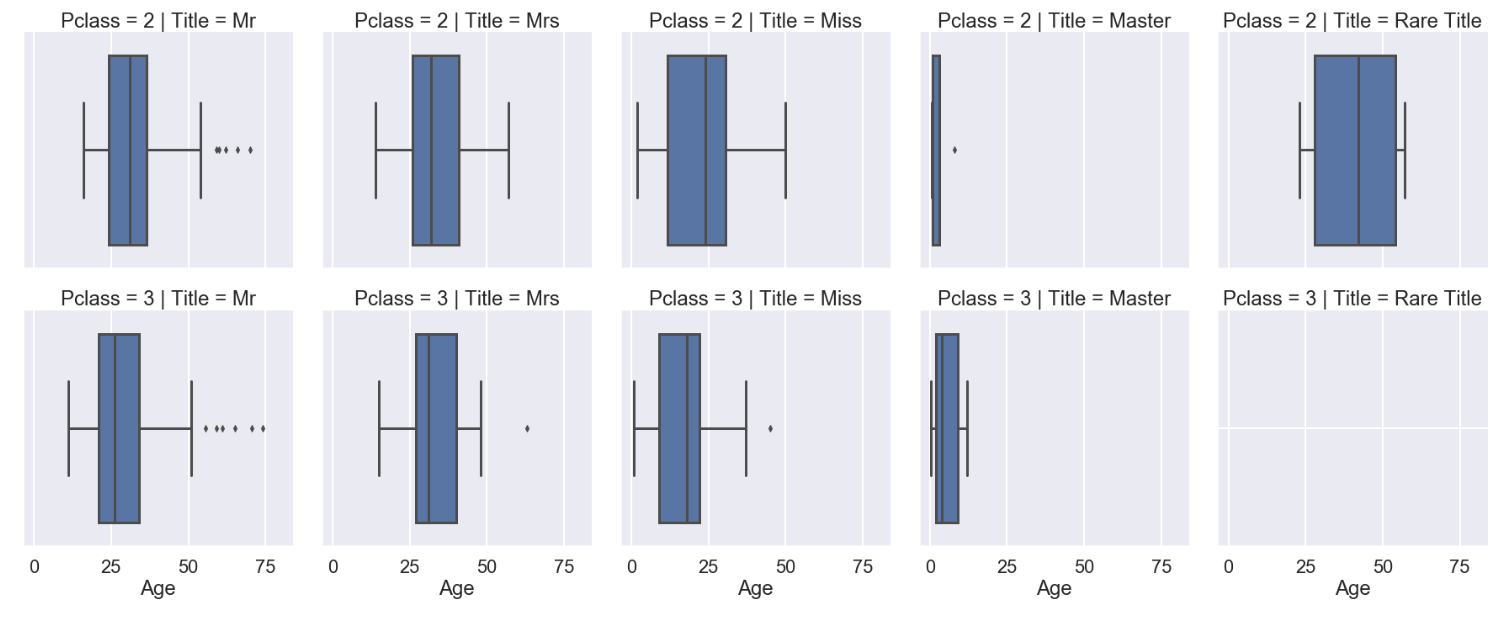 Pclass = 2 | Title = Mr
Pclass = 2 | Title = Mrs
Pclass = 2 | Title = Miss
Pclass = 2 | Title = Master
Pclass = 2 | Title = Rare Title
Pclass = 3 | Title = Mr
Pclass = 3 | Title = Mrs
Pclass = 3 | Title = Miss
Pclass = 3 | Title = Master
Pclass = 3 | Title = Rare Title
0 25 50 75
0 25 50 75
0 25 50 75
0 25 50 75
0 25 50 75
Age
Age
Age
Age
Age